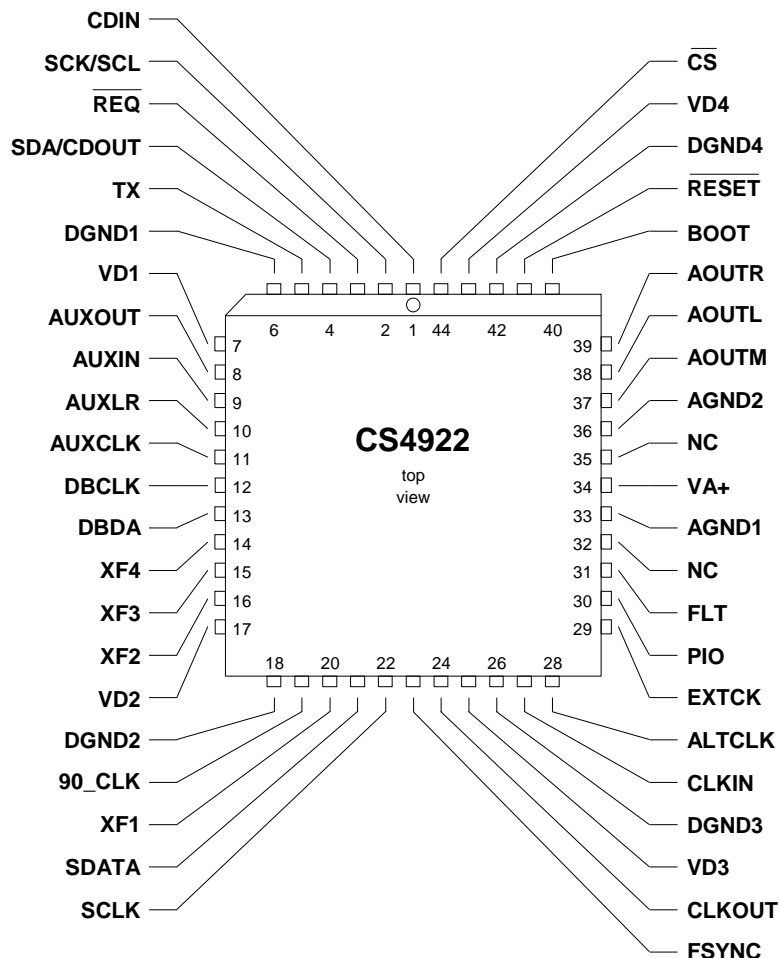 CDIN
SCK/SCL
REQ
SDA/CDOUT
TX
DGND1
VD1
AUXOUT
AUXIN
AUXLR
AUXCLK
DBCLK
DBDA
XF4
XF3
XF2
VD2
DGND2
90_CLK
XF1
SDATA
SCLK
CS
VD4
DGND4
RESET
BOOT
AOUTR
AOUTL
AOUTM
AGND2
NC
VA+
AGND1
NC
FLT
PIO
EXTCK
ALTCLK
CLKIN
DGND3
VD3
CLKOUT
FSYNC
6 4 2 1 44 42 40
7
8
9
10
11
12
13
14
15
16
17
CS4922
top
view
39
38
37
36
35
34
33
32
31
30
29
18 20 22 24 26 28